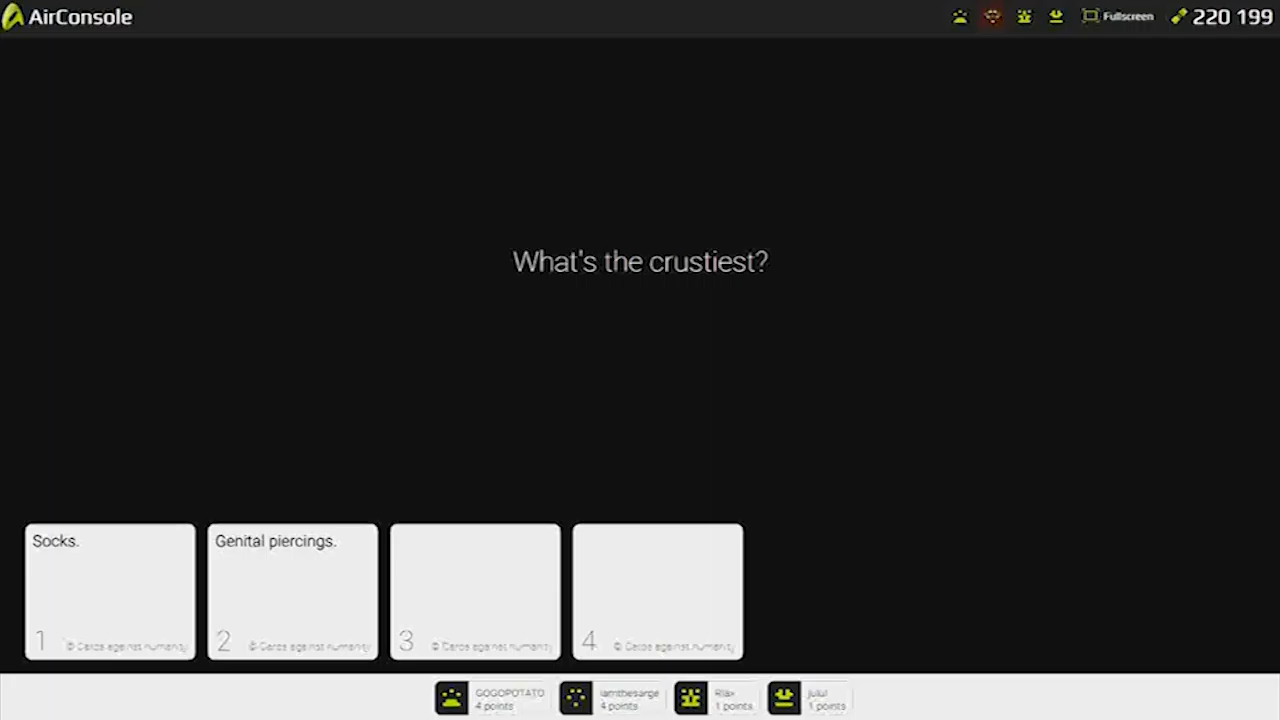 AirConsole
Fullscreen
220 199
What's the crustiest?
Socks.
Genital piercings.
1
2
3
4
GOGOPOTATO
4 points
iamthesarge
4 points
Rlax
1 points
julul
1 points